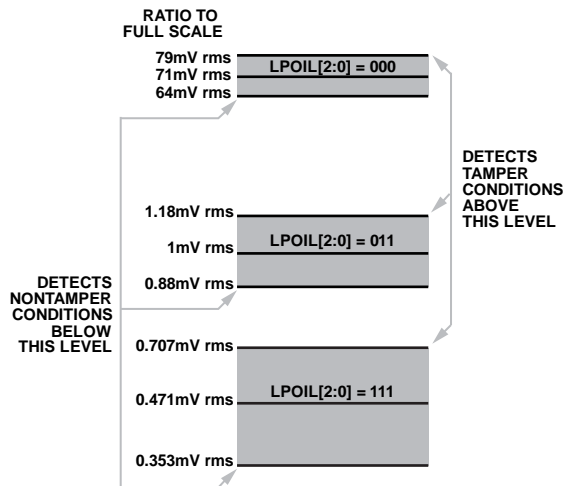 RATIO TO
FULL SCALE
79mV rms
LPOIL[2:0] = 000
71mV rms
64mV rms
DETECTS
TAMPER
CONDITIONS
ABOVE
THIS LEVEL
1.18mV rms
LPOIL[2:0] = 011
1mV rms
0.88mV rms
DETECTS
NONTAMPER
CONDITIONS
BELOW
THIS LEVEL
0.707mV rms
LPOIL[2:0] = 111
0.471mV rms
0.353mV rms